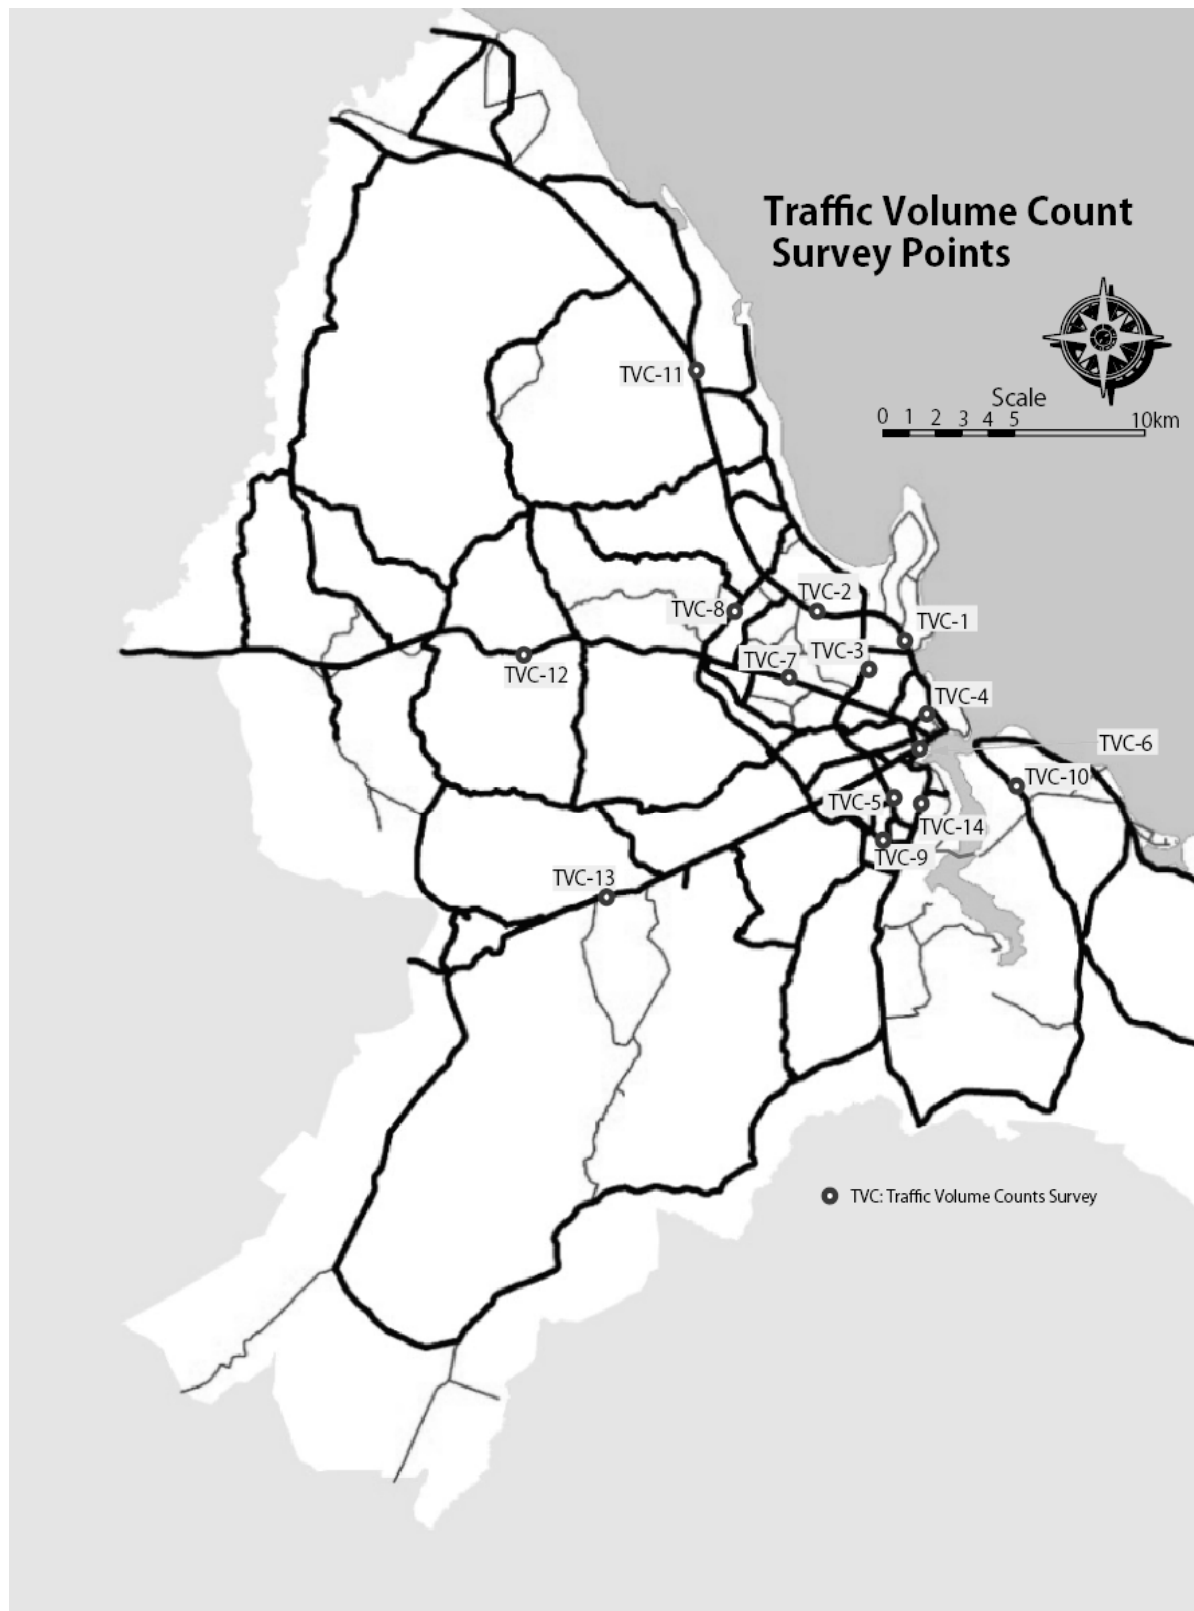 Traffic Volume Count
Survey Points
Scale
0 1 2 3 4 5 10km
TVC-11
TVC-2
TVC-8
TVC-1
TVC-3
TVC-7
TVC-12
TVC-4
TVC-6
TVC-10
TVC-5
TVC-14
TVC-9
TVC-13
TVC: Traffic Volume Counts Survey